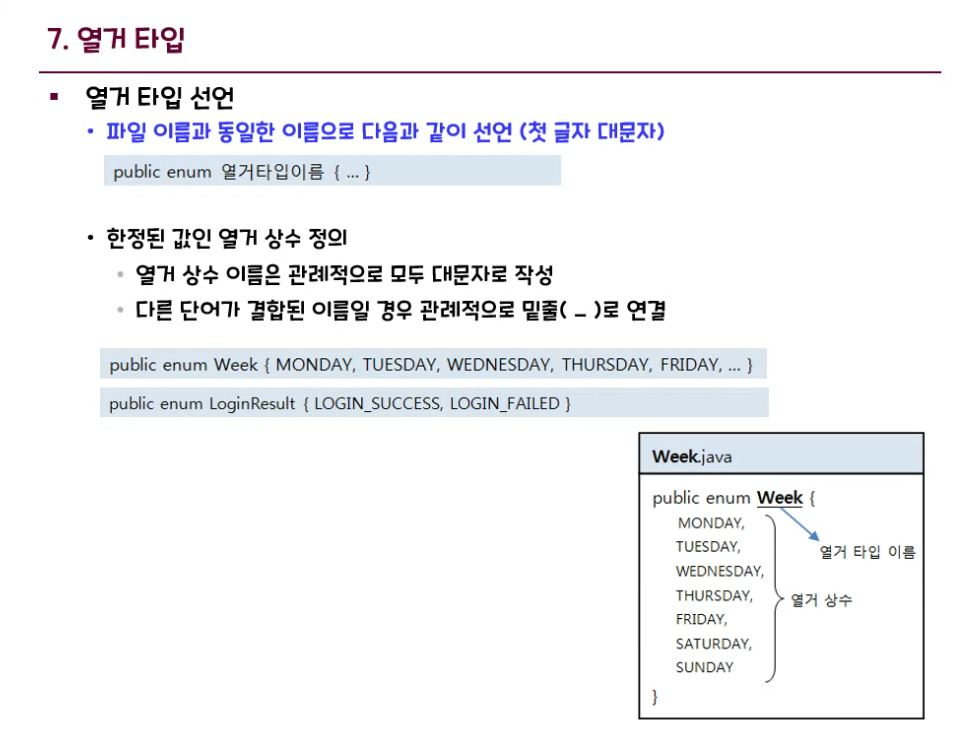 7. 열거 타입
▪ 열거 타입 선언
• 파일 이름과 동일한 이름으로 다음과 같이 선언 (첫 글자 대문자)
public enum 열거타입이름 { ... }
• 한정된 값인 열거 상수 정의
• 열거 상수 이름은 관례적으로 모두 대문자로 작성
• 다른 단어가 결합된 이름일 경우 관례적으로 밑줄( _ )로 연결
public enum Week { MONDAY, TUESDAY, WEDNESDAY, THURSDAY, FRIDAY, ... }
public enum LoginResult { LOGIN_SUCCESS, LOGIN_FAILED }
Week.java
public enum Week {
MONDAY,
TUESDAY,
열거 타입 이름
WEDNESDAY,
THURSDAY,
열거 상수
FRIDAY,
SATURDAY,
SUNDAY
}